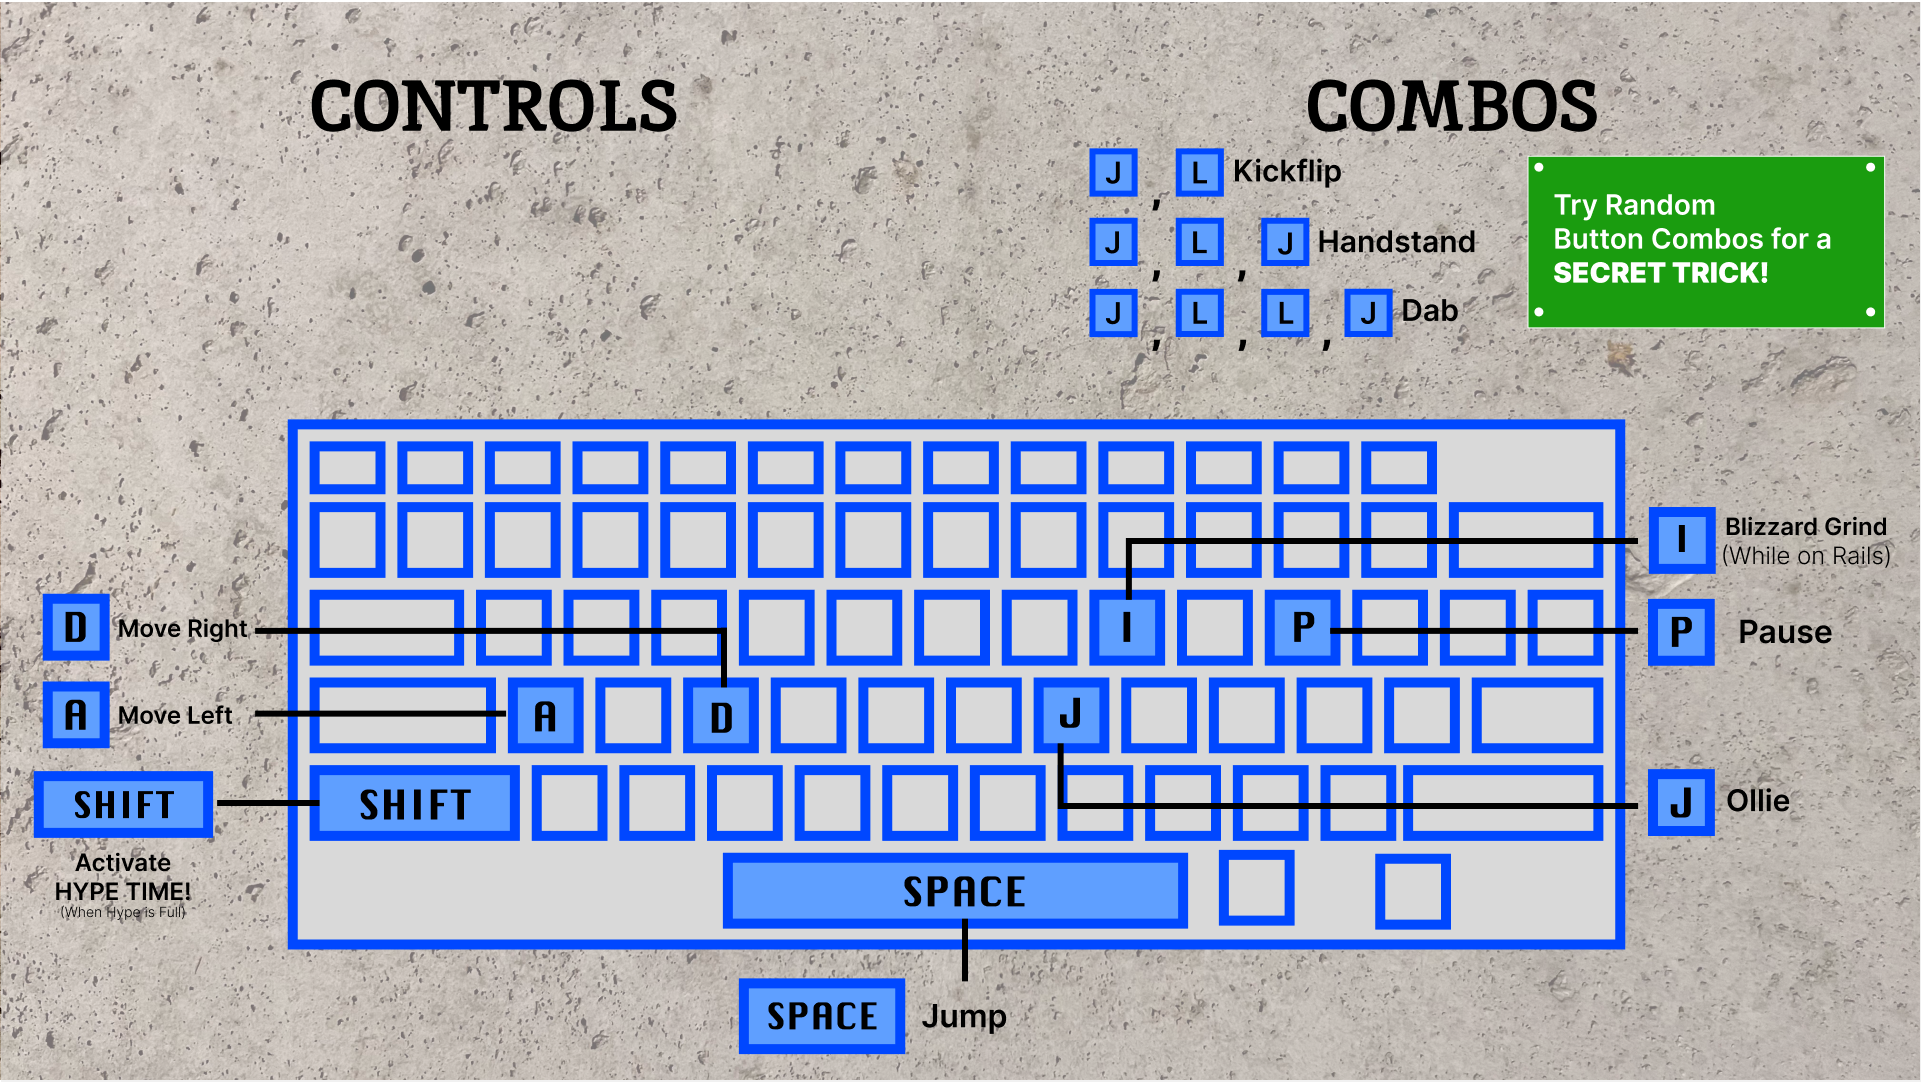 CONTROLS
COMBOS
J , L Kickflip
J , L , J Handstand
J , L , L , J Dab
Try Random
Button Combos for a
SECRET TRICK!
I Blizzard Grind
(While on Rails)
D Move Right
I
P
P Pause
A Move Left
A
D
J
SHIFT
SHIFT
J Ollie
Activate
HYPE TIME!
(When Hype is Full)
SPACE
SPACE Jump